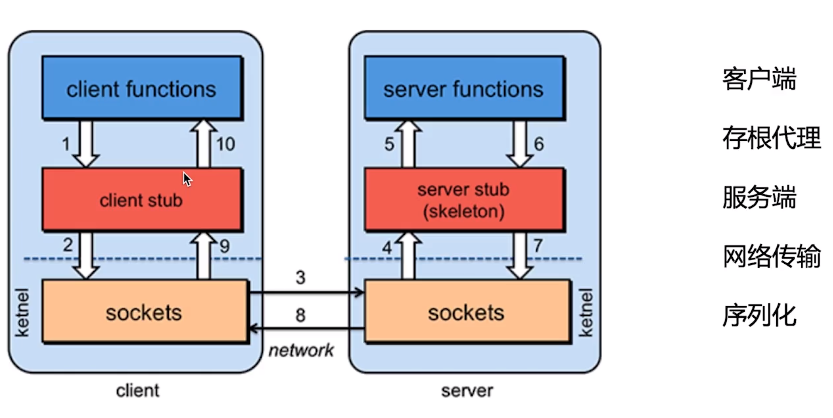 client functions
server functions
1
10
5
6
client stub
server stub
(skeleton)
2
9
4
7
ketnel
sockets
3
8
network
sockets
ketnel
client
server
客户端
存根代理
服务端
网络传输
序列化